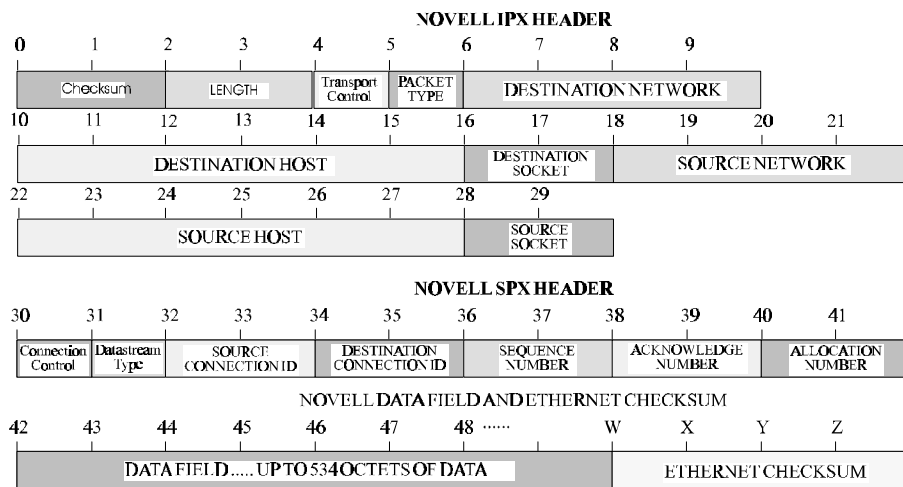 NOVELL IPX HEADER
0 1 2 3 4 5 6 7 8 9
Checksum LENGTH Transport Control PACKET TYPE DESTINATION NETWORK
10 11 12 13 14 15 16 17 18 19 20 21
DESTINATION HOST DESTINATION SOCKET SOURCE NETWORK
22 23 24 25 26 27 28 29
SOURCE HOST SOURCE SOCKET
NOVELL SPX HEADER
30 31 32 33 34 35 36 37 38 39 40 41
Connection Control Datastream Type SOURCE CONNECTION ID DESTINATION CONNECTION ID SEQUENCE NUMBER ACKNOWLEDGE NUMBER ALLOCATION NUMBER
NOVELL DATA FIELD AND ETHERNET CHECKSUM
42 43 44 45 46 47 48 ...... W X Y Z
DATA FIELD ..... UP TO 534 OCTETS OF DATA ETHERNET CHECKSUM